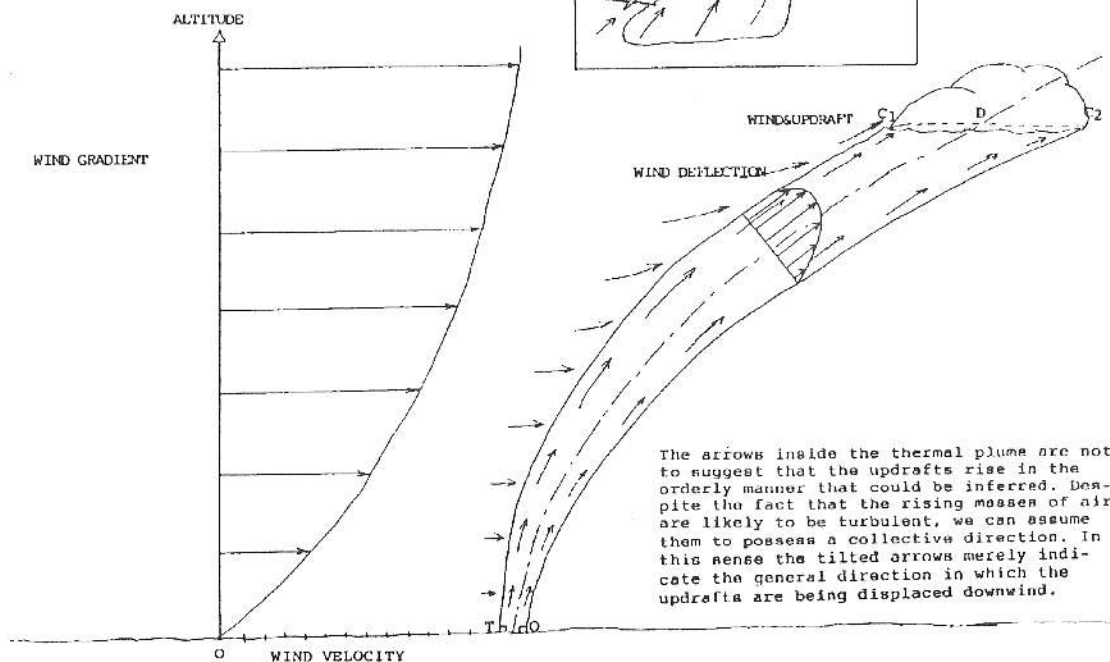 ALTITUDE
WIND GRADIENT
WIND&UPDRAFT
C1
D
C2
WIND DEFLECTION
The arrows inside the thermal plume are not
to suggest that the updrafts rise in the
orderly manner that could be inferred. Des-
pite the fact that the rising masses of air
are likely to be turbulent, we can assume
them to possess a collective direction. In
this sense the tilted arrows merely indi-
cate the general direction in which the
updrafts are being displaced downwind.
T
O
O
WIND VELOCITY